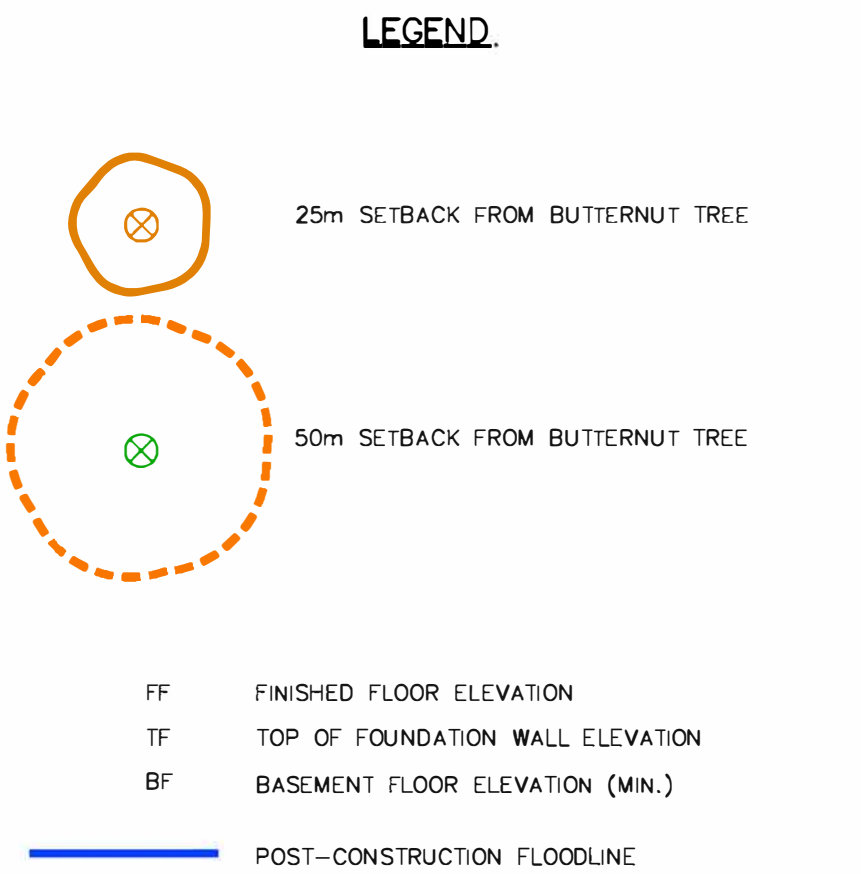 LEGEND.
25m SETBACK FROM BUTTERNUT TREE
50m SETBACK FROM BUTTERNUT TREE
FF FINISHED FLOOR ELEVATION
TF TOP OF FOUNDATION WALL ELEVATION
BF BASEMENT FLOOR ELEVATION (MIN.)
POST-CONSTRUCTION FLOODLINE